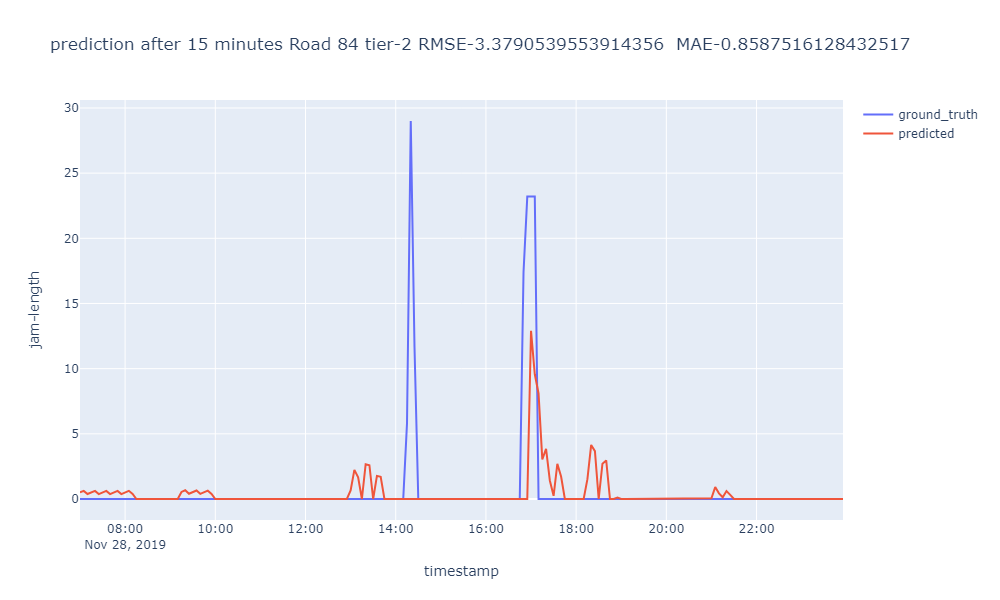 prediction after 15 minutes Road 84 tier-2 RMSE-3.3790539553914356  MAE-0.8587516128432517
ground_truth
predicted
30
25
20
15
10
5
0
jam-length
08:00 10:00 12:00 14:00 16:00 18:00 20:00 22:00
Nov 28, 2019
timestamp